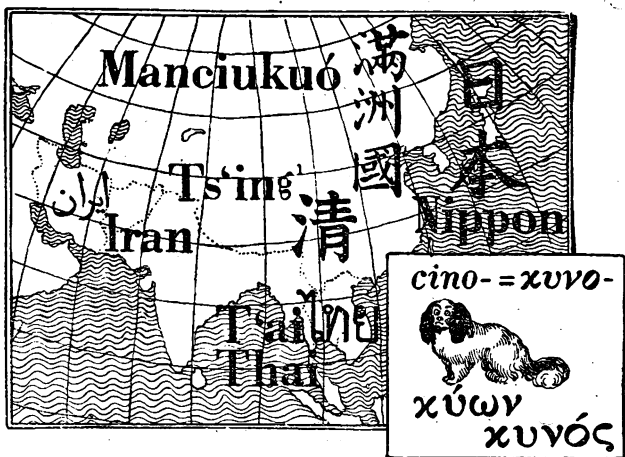 Manciukuó
滿洲國
日本
Nippon
Ts'ing
清
ایران
Iran
T'ai ไทย
Thai
cino- = κυνο-
κύων
κυνός